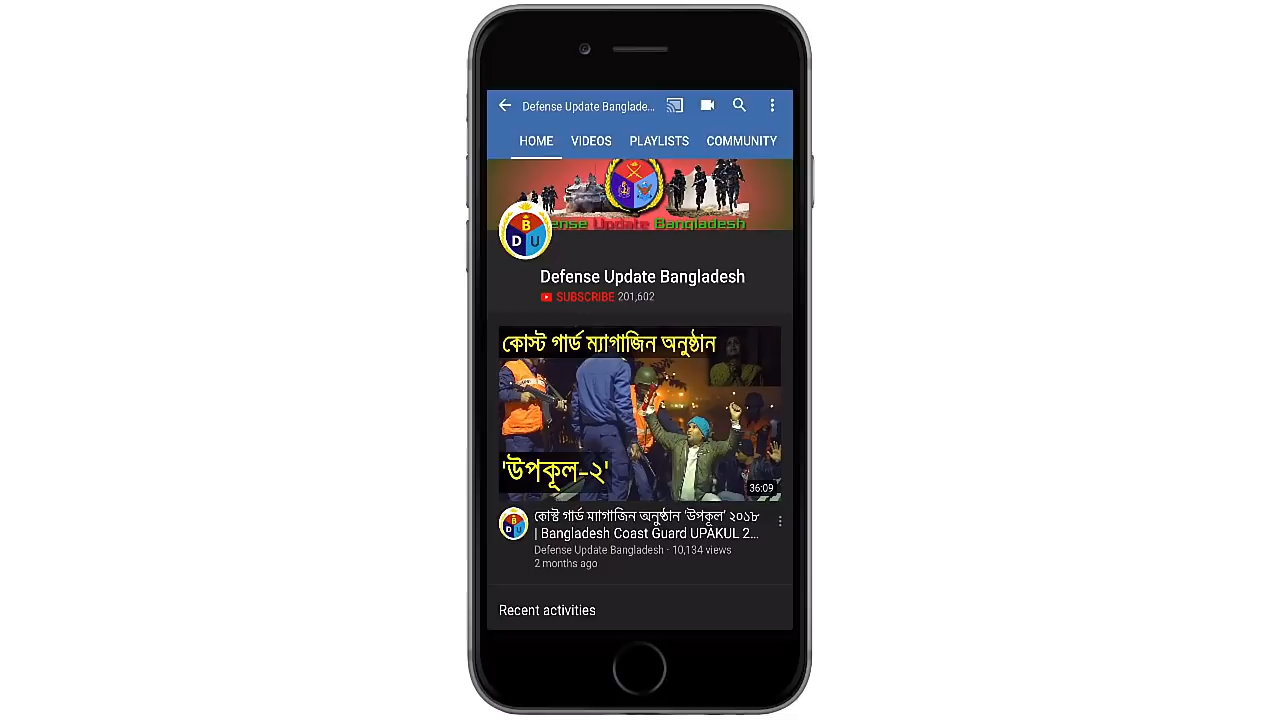 Defense Update Banglade...
HOME VIDEOS PLAYLISTS COMMUNITY
ense Update Bangladesh
B
D U
Defense Update Bangladesh
SUBSCRIBE 201,602
কোস্ট গার্ড ম্যাগাজিন অনুষ্ঠান
'উপকূল-২'
36:09
কোস্ট গার্ড ম্যাগাজিন অনুষ্ঠান 'উপকূল' ২০১৮
| Bangladesh Coast Guard UPAKUL 2...
Defense Update Bangladesh · 10,134 views
2 months ago
Recent activities